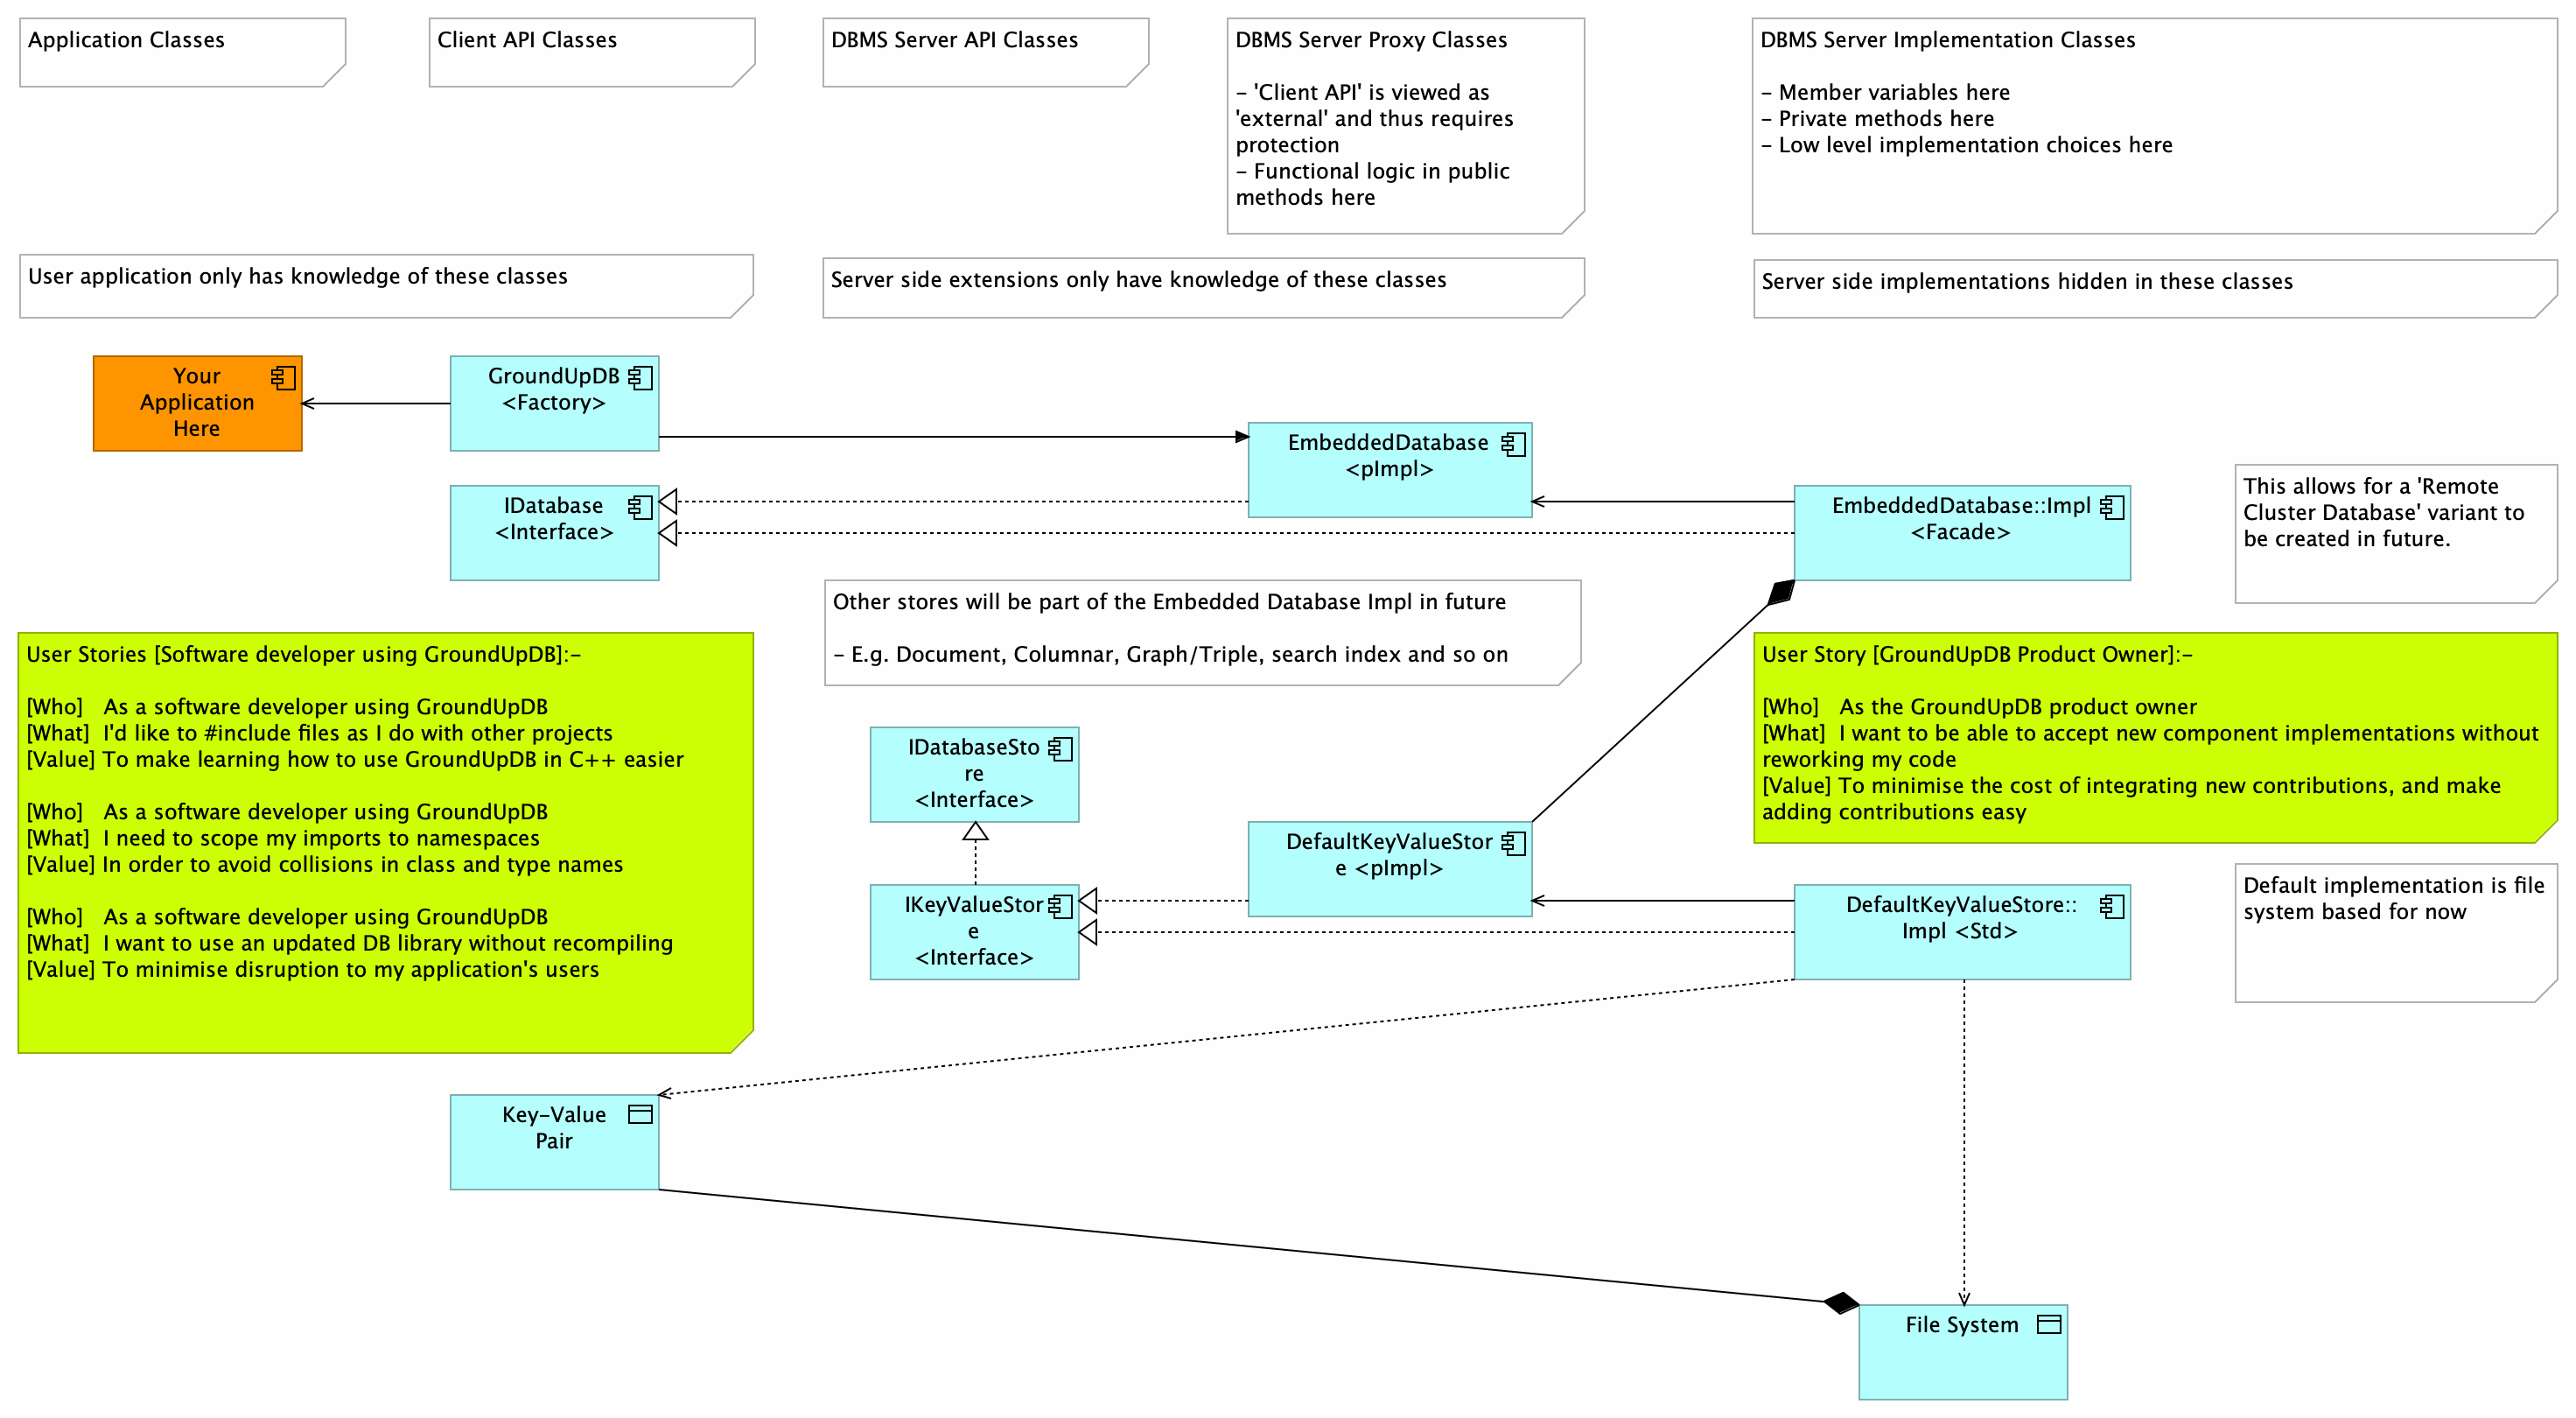 Application Classes
Client API Classes
DBMS Server API Classes
DBMS Server Proxy Classes
- 'Client API' is viewed as
'external' and thus requires
protection
- Functional logic in public
methods here
DBMS Server Implementation Classes
- Member variables here
- Private methods here
- Low level implementation choices here
User application only has knowledge of these classes
Server side extensions only have knowledge of these classes
Server side implementations hidden in these classes
Your
Application
Here
GroundUpDB
<Factory>
EmbeddedDatabase
<pImpl>
IDatabase
<Interface>
EmbeddedDatabase::Impl
<Facade>
This allows for a 'Remote
Cluster Database' variant to
be created in future.
Other stores will be part of the Embedded Database Impl in future
- E.g. Document, Columnar, Graph/Triple, search index and so on
User Stories [Software developer using GroundUpDB]:-
[Who] As a software developer using GroundUpDB
[What] I'd like to #include files as I do with other projects
[Value] To make learning how to use GroundUpDB in C++ easier
[Who] As a software developer using GroundUpDB
[What] I need to scope my imports to namespaces
[Value] In order to avoid collisions in class and type names
[Who] As a software developer using GroundUpDB
[What] I want to use an updated DB library without recompiling
[Value] To minimise disruption to my application's users
User Story [GroundUpDB Product Owner]:-
[Who] As the GroundUpDB product owner
[What] I want to be able to accept new component implementations without
reworking my code
[Value] To minimise the cost of integrating new contributions, and make
adding contributions easy
IDatabaseSto
re
<Interface>
DefaultKeyValueStor
e <pImpl>
IKeyValueStor
e
<Interface>
DefaultKeyValueStore::
Impl <Std>
Default implementation is file
system based for now
Key-Value
Pair
File System